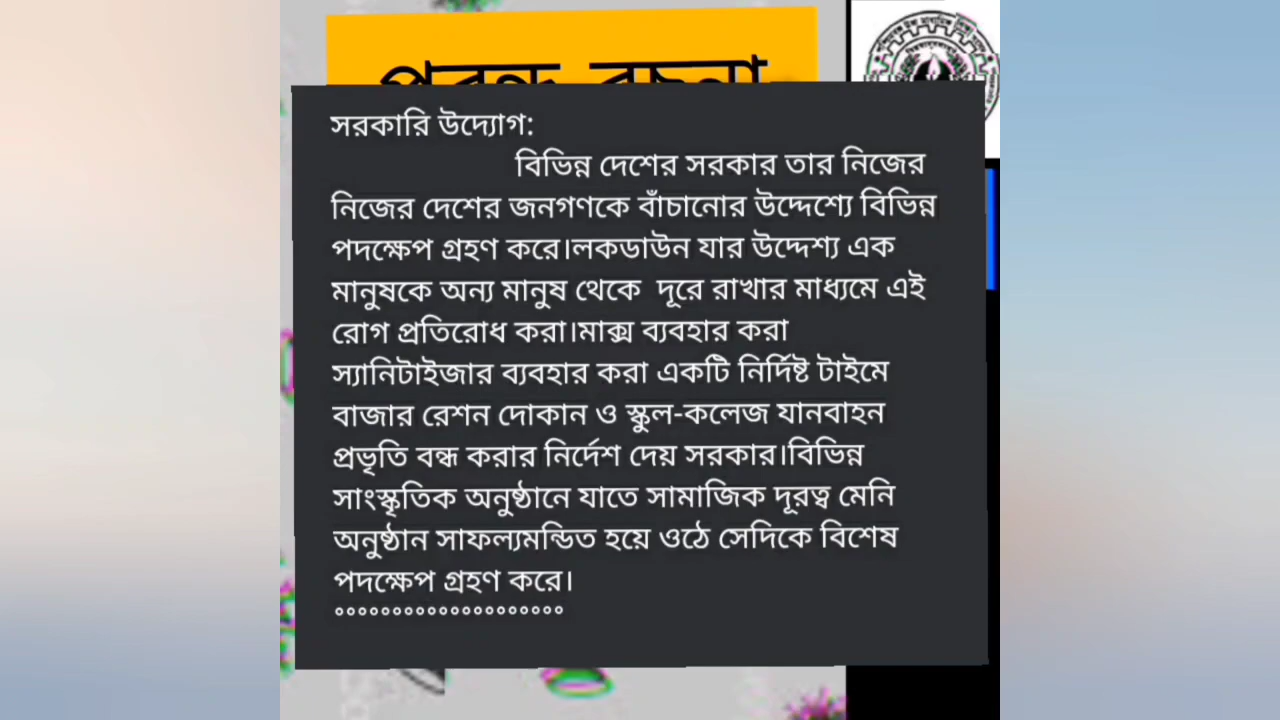 প্রবন্ধ রচনা
সরকারি উদ্যোগ:
বিভিন্ন দেশের সরকার তার নিজের
নিজের দেশের জনগণকে বাঁচানোর উদ্দেশ্যে বিভিন্ন
পদক্ষেপ গ্রহণ করে।লকডাউন যার উদ্দেশ্য এক
মানুষকে অন্য মানুষ থেকে দূরে রাখার মাধ্যমে এই
রোগ প্রতিরোধ করা।মাক্স ব্যবহার করা
স্যানিটাইজার ব্যবহার করা একটি নির্দিষ্ট টাইমে
বাজার রেশন দোকান ও স্কুল-কলেজ যানবাহন
প্রভৃতি বন্ধ করার নির্দেশ দেয় সরকার।বিভিন্ন
সাংস্কৃতিক অনুষ্ঠানে যাতে সামাজিক দূরত্ব মেনি
অনুষ্ঠান সাফল্যমন্ডিত হয়ে ওঠে সেদিকে বিশেষ
পদক্ষেপ গ্রহণ করে।
°°°°°°°°°°°°°°°°°°°°